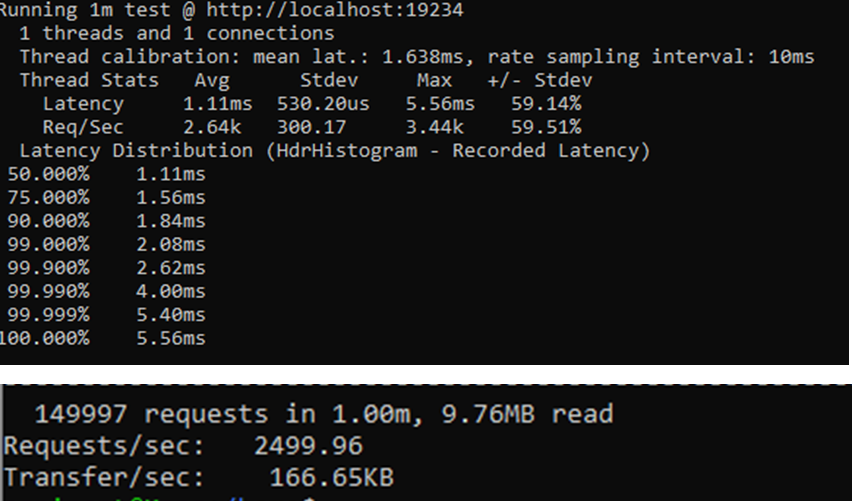 Running 1m test @ http://localhost:19234
1 threads and 1 connections
Thread calibration: mean lat.: 1.638ms, rate sampling interval: 10ms
Thread Stats Avg Stdev Max +/- Stdev
Latency 1.11ms 530.20us 5.56ms 59.14%
Req/Sec 2.64k 300.17 3.44k 59.51%
Latency Distribution (HdrHistogram - Recorded Latency)
50.000% 1.11ms
75.000% 1.56ms
90.000% 1.84ms
99.000% 2.08ms
99.900% 2.62ms
99.990% 4.00ms
99.999% 5.40ms
100.000% 5.56ms
149997 requests in 1.00m, 9.76MB read
Requests/sec: 2499.96
Transfer/sec: 166.65KB